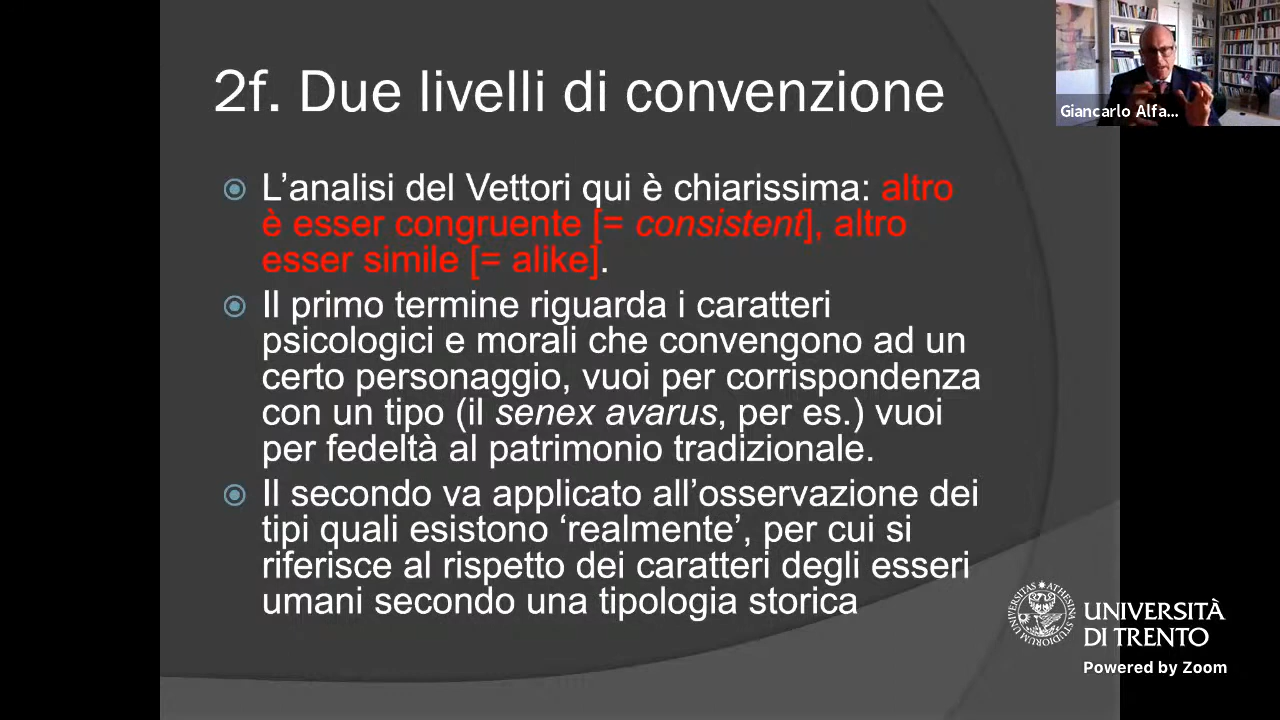 2f. Due livelli di convenzione
Giancarlo Alfa...
L’analisi del Vettori qui è chiarissima: altro
è esser congruente [= consistent], altro
esser simile [= alike].
Il primo termine riguarda i caratteri
psicologici e morali che convengono ad un
certo personaggio, vuoi per corrispondenza
con un tipo (il senex avarus, per es.) vuoi
per fedeltà al patrimonio tradizionale.
Il secondo va applicato all’osservazione dei
tipi quali esistono ‘realmente’, per cui si
riferisce al rispetto dei caratteri degli esseri
umani secondo una tipologia storica
UNIVERSITÀ
DI TRENTO
Powered by Zoom